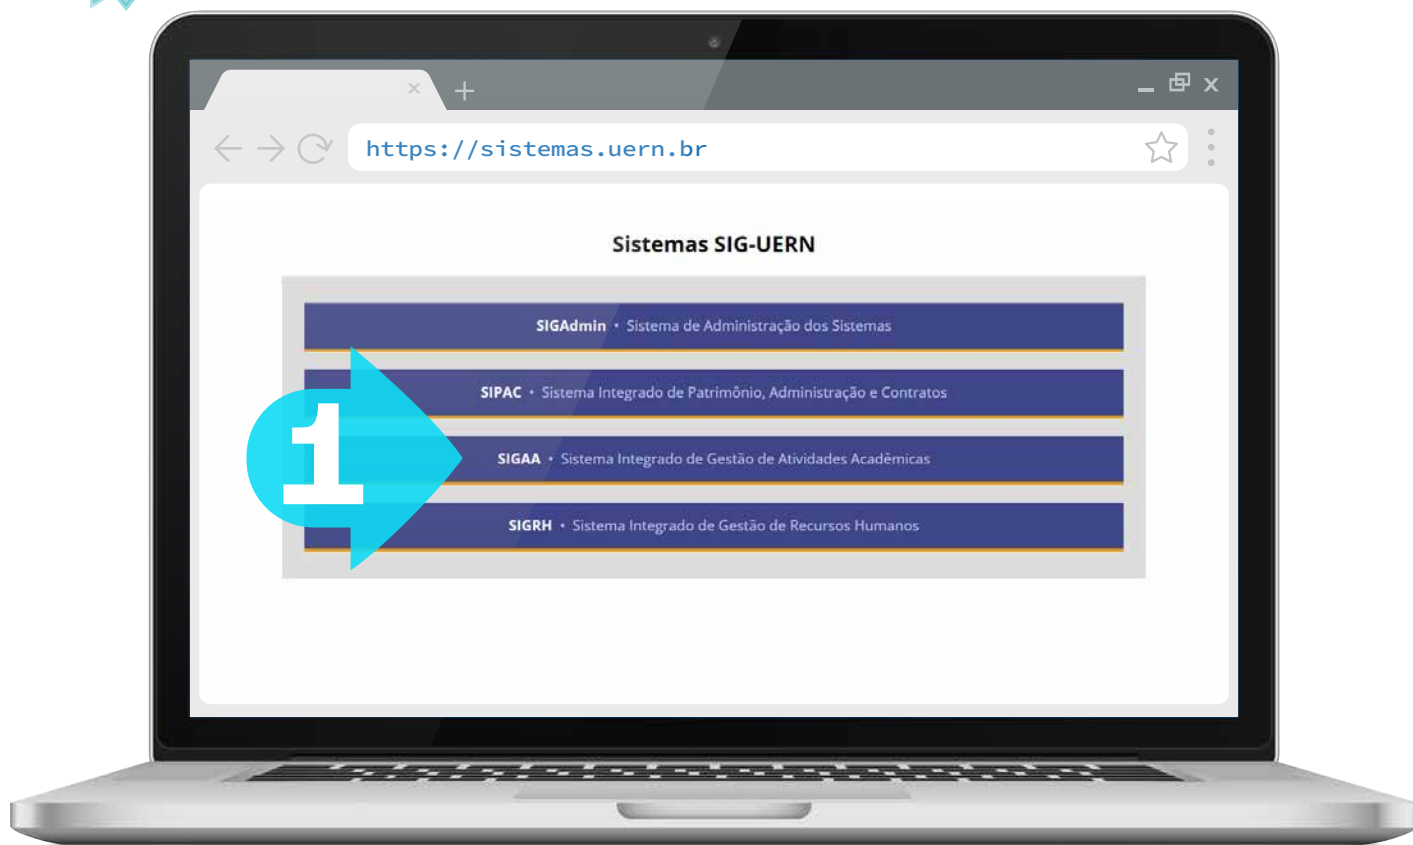 https://sistemas.uern.br
Sistemas SIG-UERN
SIGAdmin • Sistema de Administração dos Sistemas
SIPAC • Sistema Integrado de Patrimônio, Administração e Contratos
1
SIGAA • Sistema Integrado de Gestão de Atividades Acadêmicas
SIGRH • Sistema Integrado de Gestão de Recursos Humanos